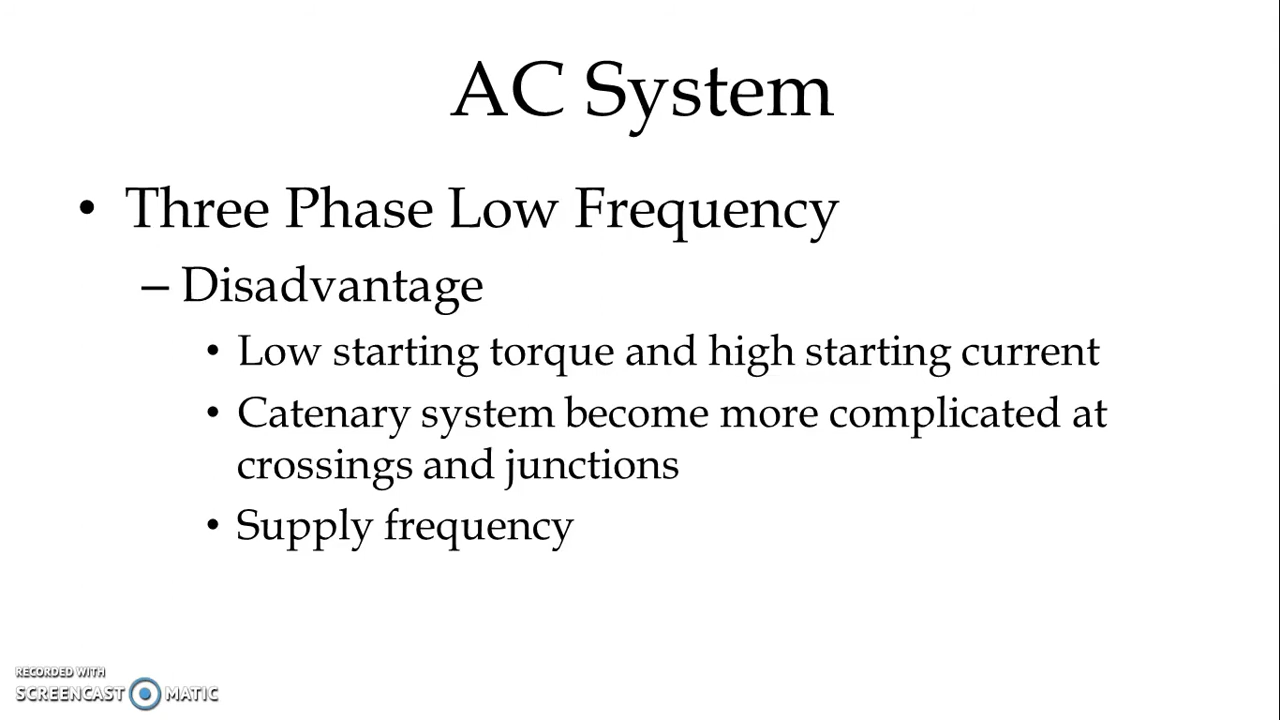 AC System
• Three Phase Low Frequency
– Disadvantage
• Low starting torque and high starting current
• Catenary system become more complicated at
crossings and junctions
• Supply frequency
RECORDED WITH
SCREENCAST MATIC